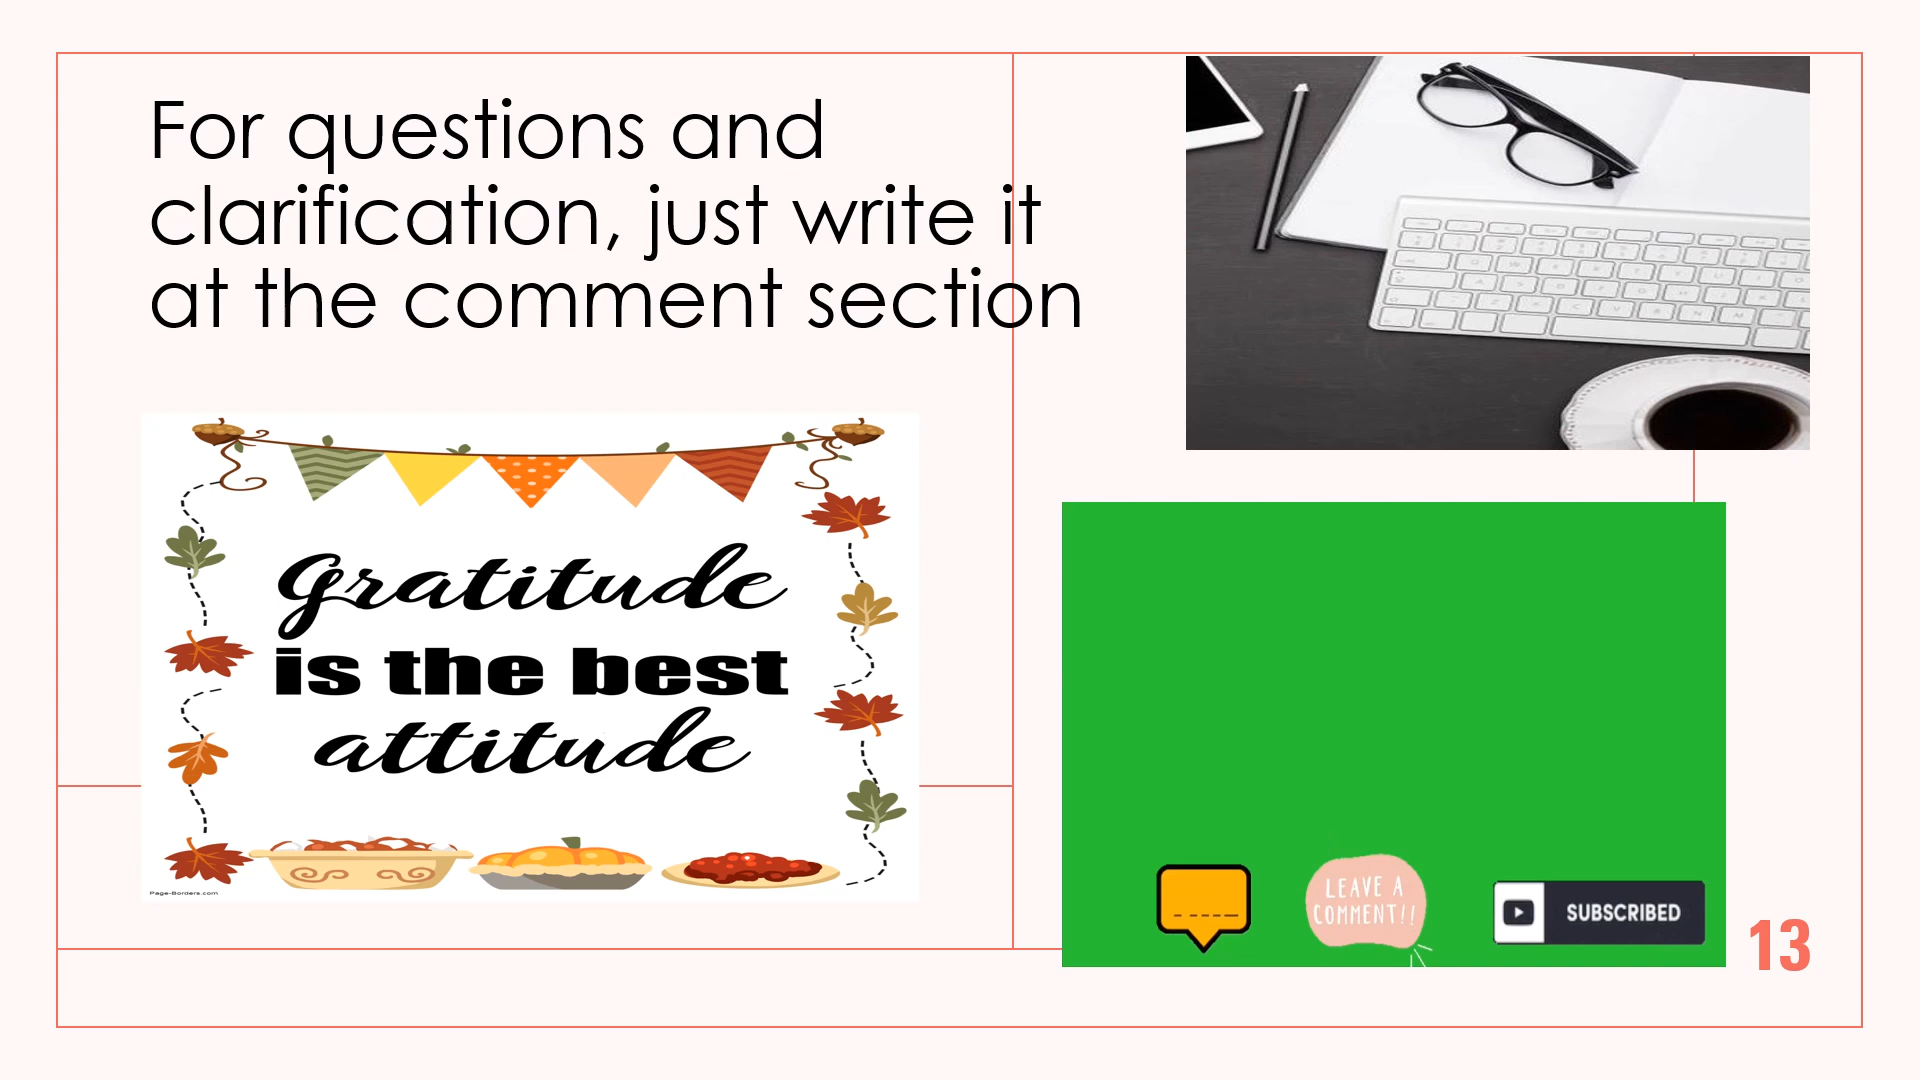 For questions and
clarification, just write it
at the comment section
Gratitude
is the best
attitude
Page-Borders.com
LEAVE A
COMMENT!!
SUBSCRIBED
13